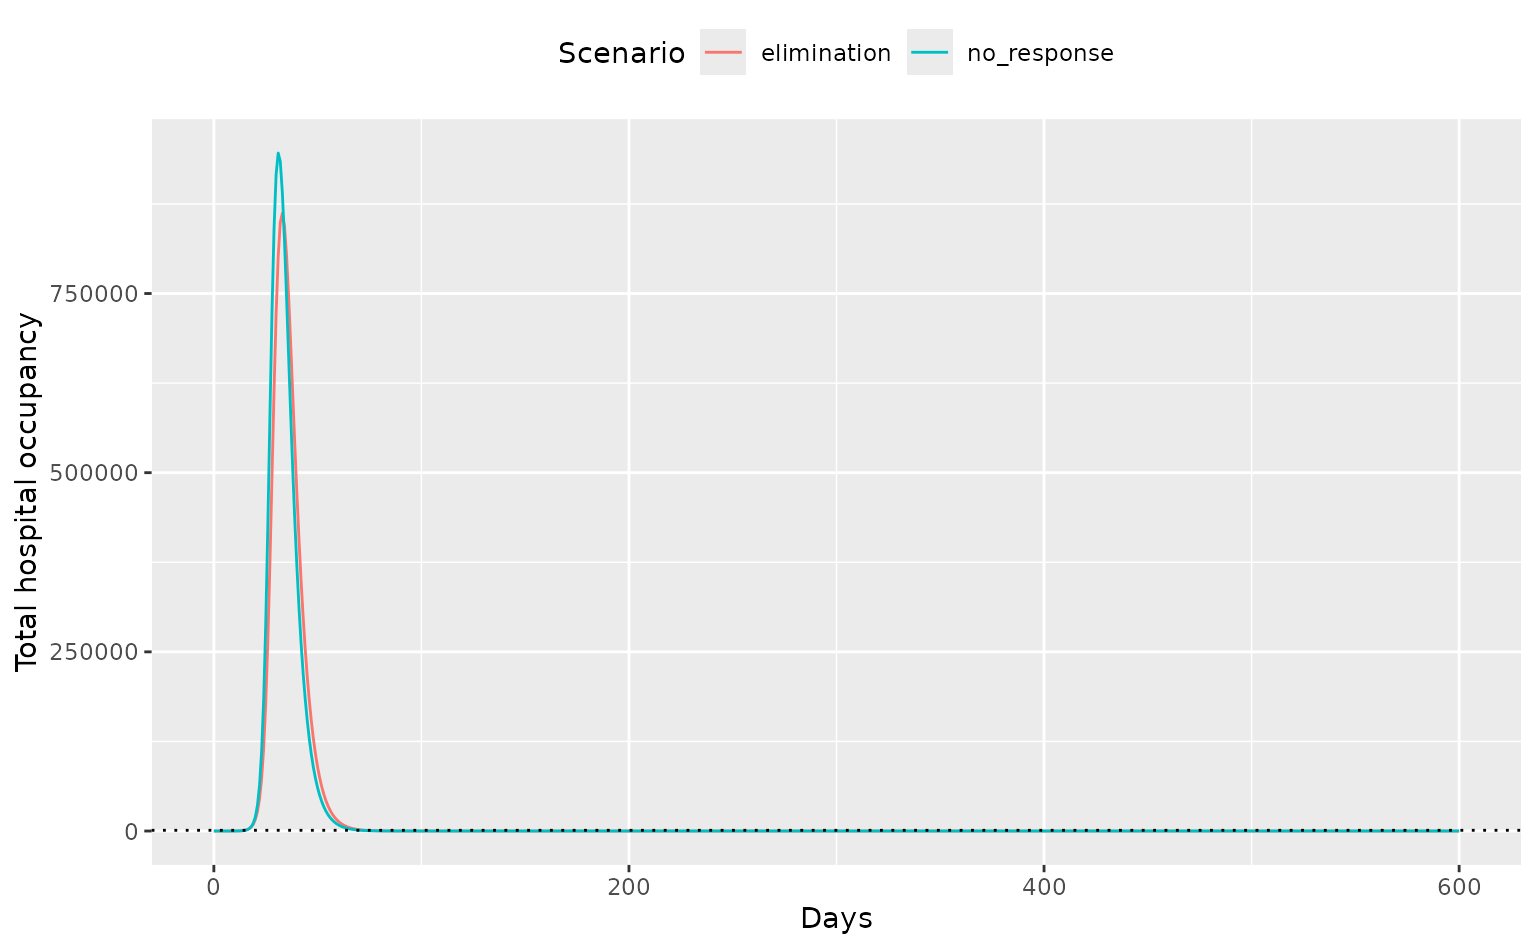 Scenario elimination no_response
Total hospital occupancy
750000
500000
250000
0
0 200 400 600
Days